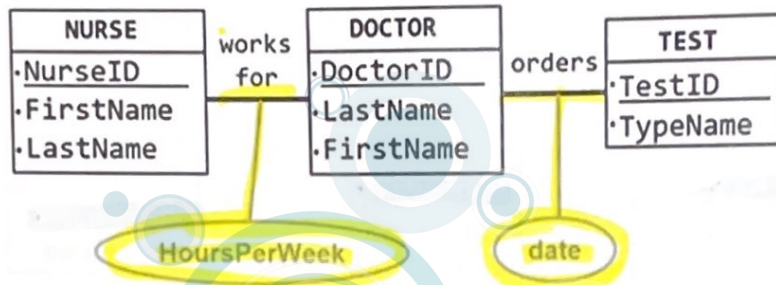 NURSE
·NurseID
·FirstName
·LastName
works
for
DOCTOR
·DoctorID
·LastName
·FirstName
orders
TEST
·TestID
·TypeName
HoursPerWeek
date